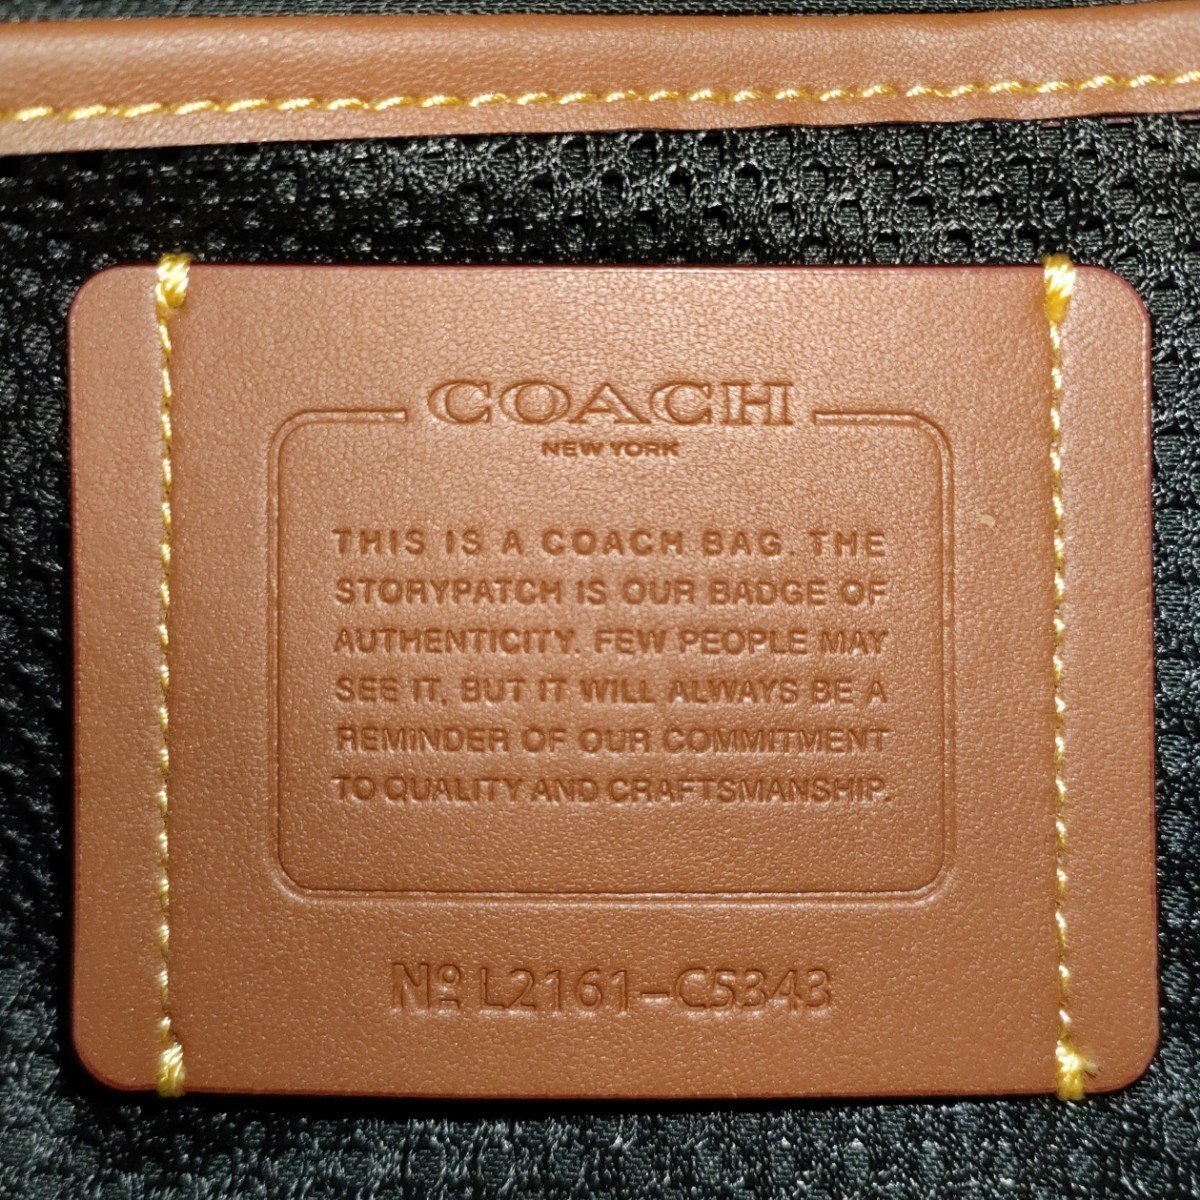 COACH
NEW YORK
THIS IS A COACH BAG. THE
STORYPATCH IS OUR BADGE OF
AUTHENTICITY. FEW PEOPLE MAY
SEE IT, BUT IT WILL ALWAYS BE A
REMINDER OF OUR COMMITMENT
TO QUALITY AND CRAFTSMANSHIP.
Nº L2161-C5343